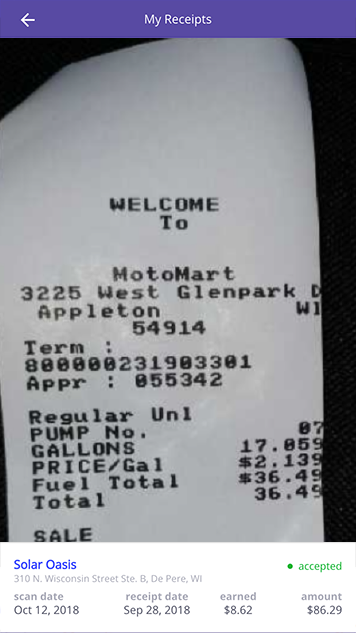 My Receipts
WELCOME
To
MotoMart
3225 West Glenpark D
Appleton WI
54914
Term :
800000231903301
Appr : 055342
Regular Unl
PUMP No. 07
GALLONS 17.059
PRICE/Gal $2.139
Fuel Total $36.49
Total 36.49
SALE
Solar Oasis
accepted
310 N. Wisconsin Street Ste. B, De Pere, WI
scan date receipt date earned amount
Oct 12, 2018 Sep 28, 2018 $8.62 $86.29